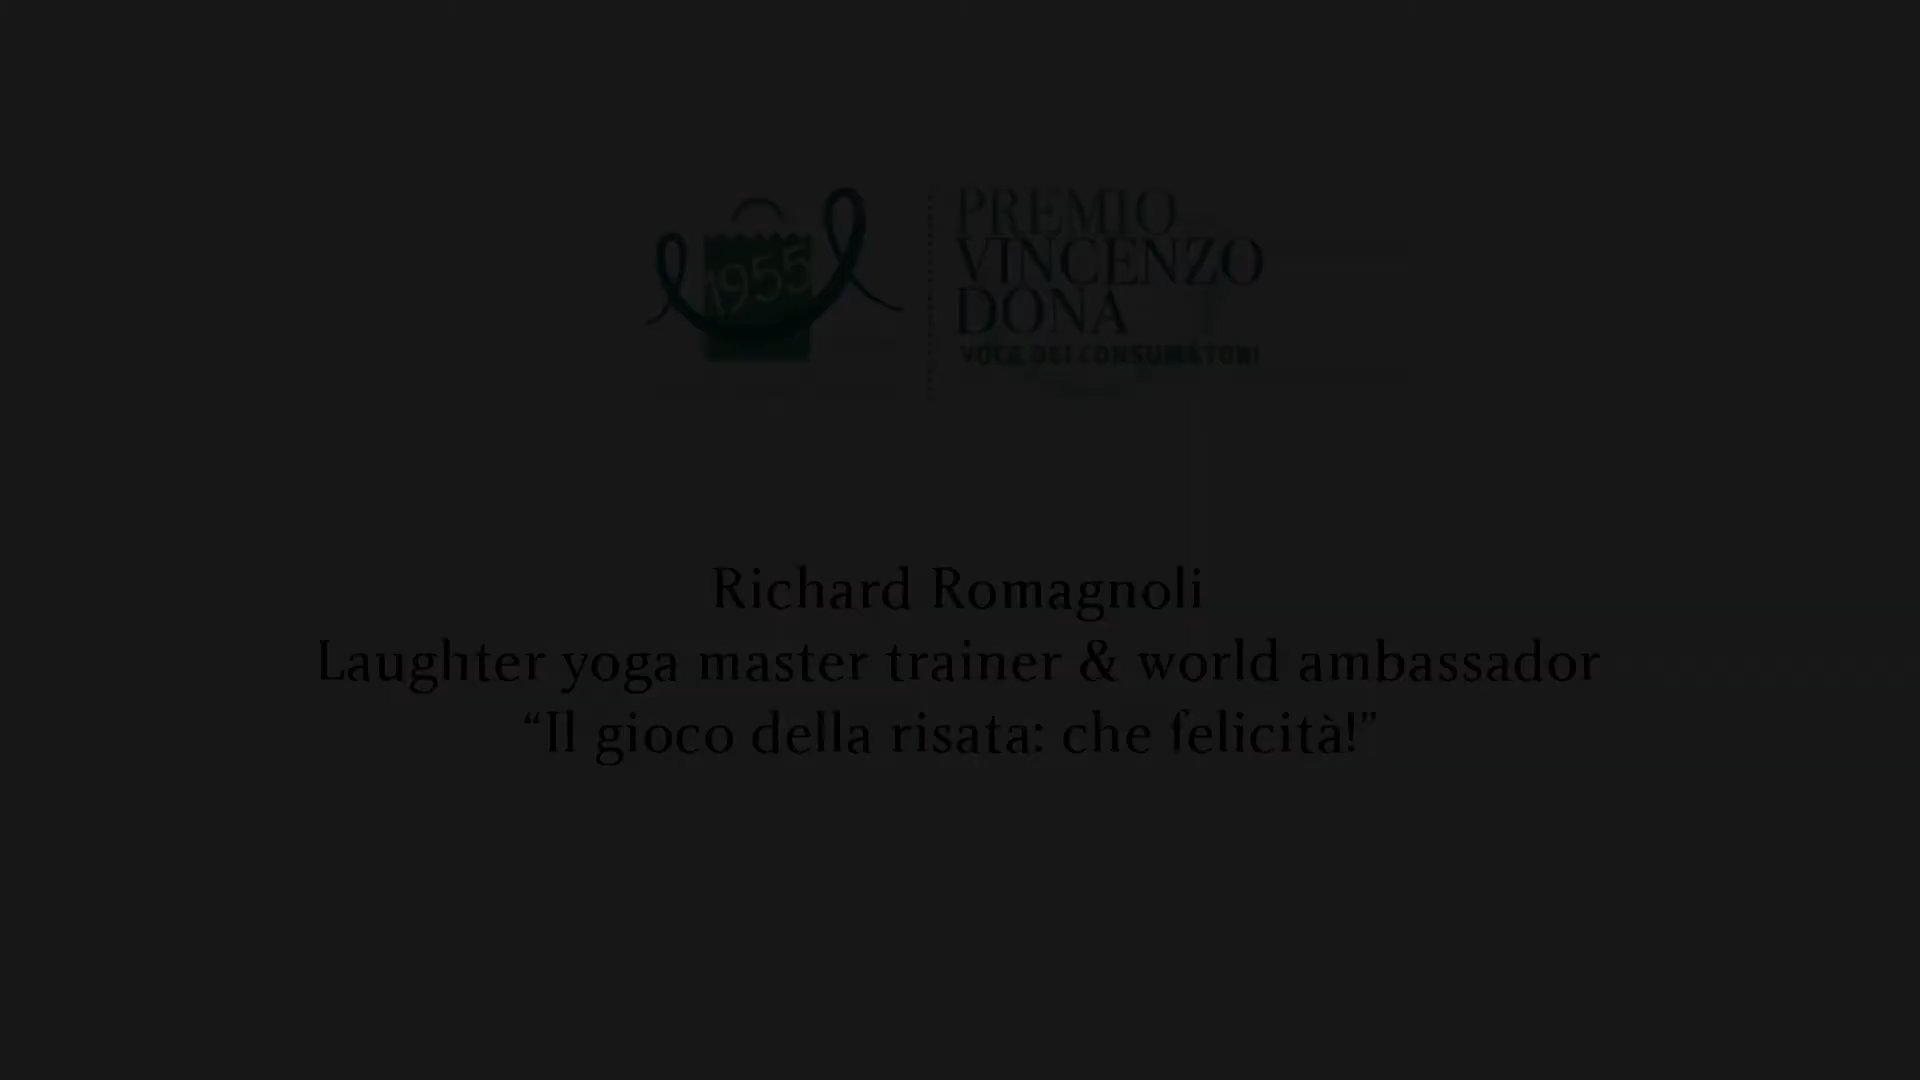 1955
PREMIO
VINCENZO
DONA
VOCE DEI CONSUMATORI
Richard Romagnoli
Laughter yoga master trainer & world ambassador
“Il gioco della risata: che felicità!”